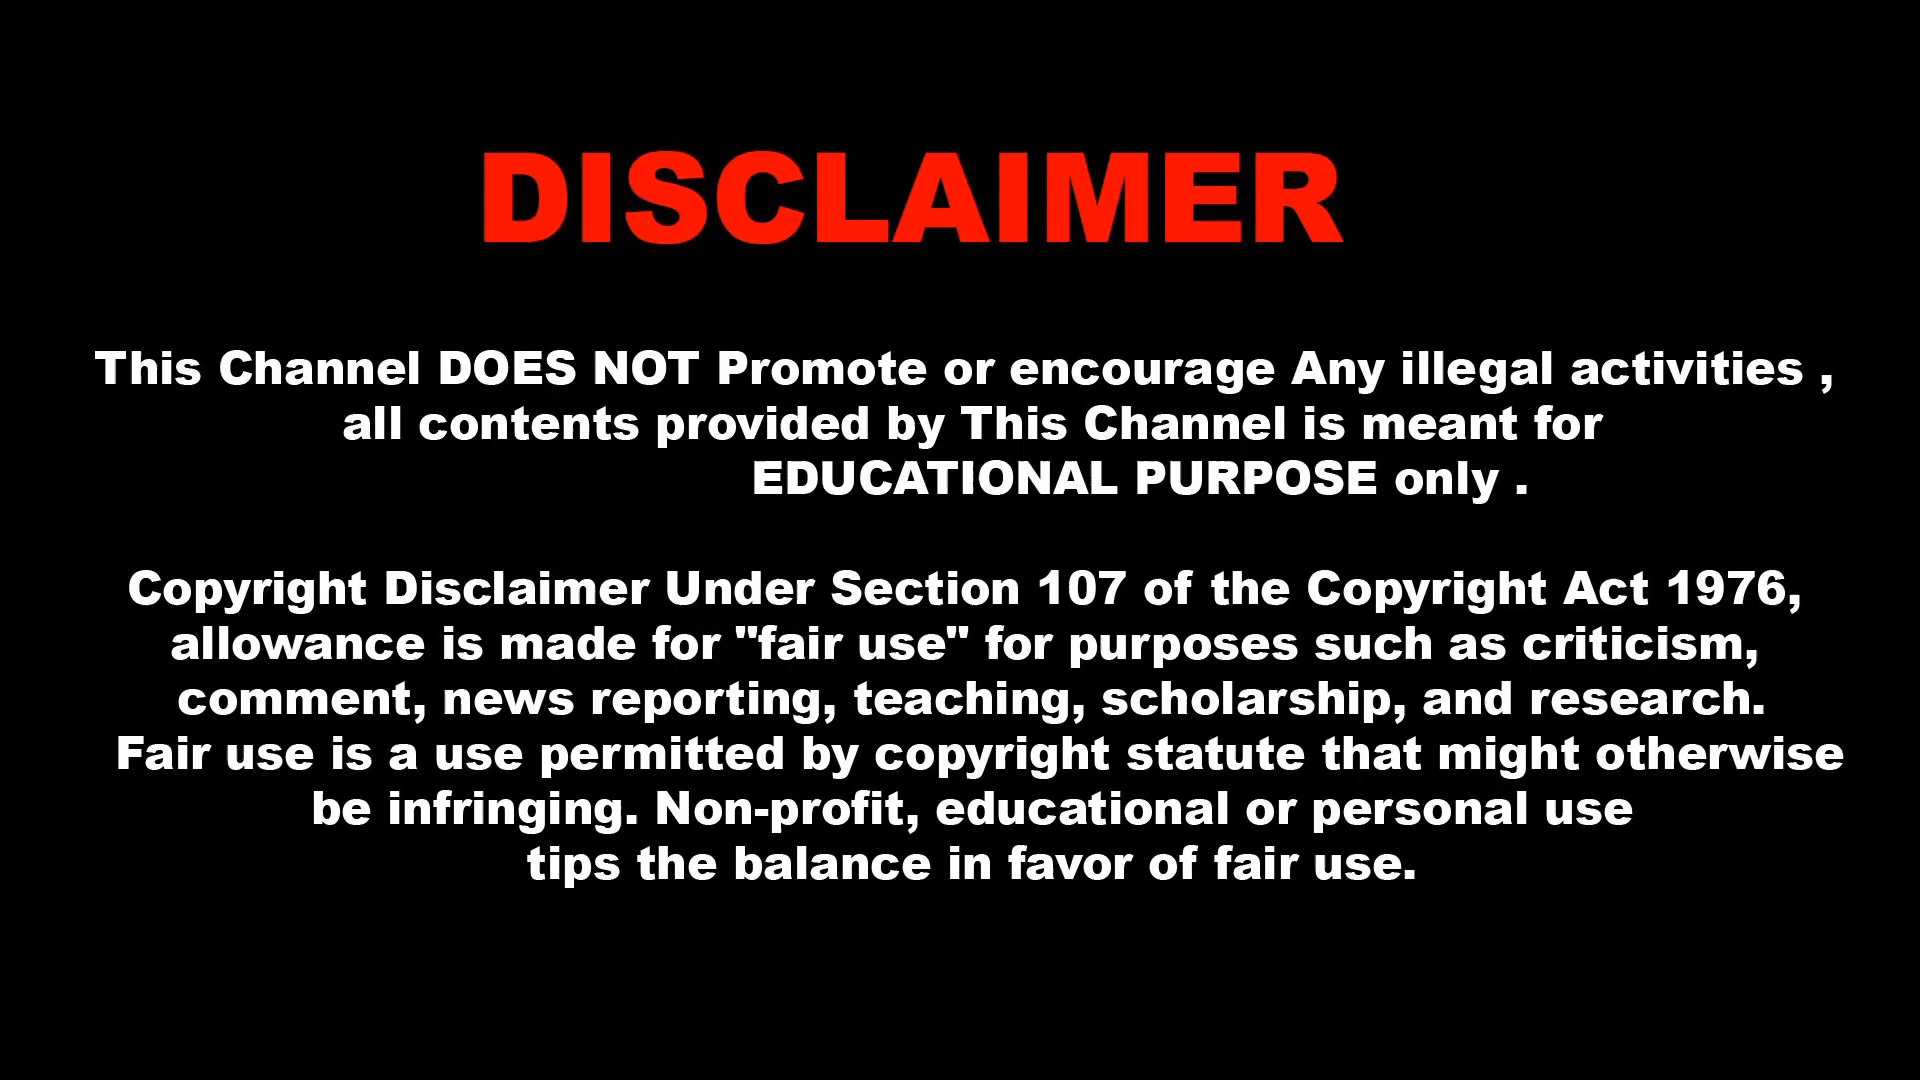 DISCLAIMER
This Channel DOES NOT Promote or encourage Any illegal activities ,
all contents provided by This Channel is meant for
EDUCATIONAL PURPOSE only .
Copyright Disclaimer Under Section 107 of the Copyright Act 1976,
allowance is made for "fair use" for purposes such as criticism,
comment, news reporting, teaching, scholarship, and research.
Fair use is a use permitted by copyright statute that might otherwise
be infringing. Non-profit, educational or personal use
tips the balance in favor of fair use.